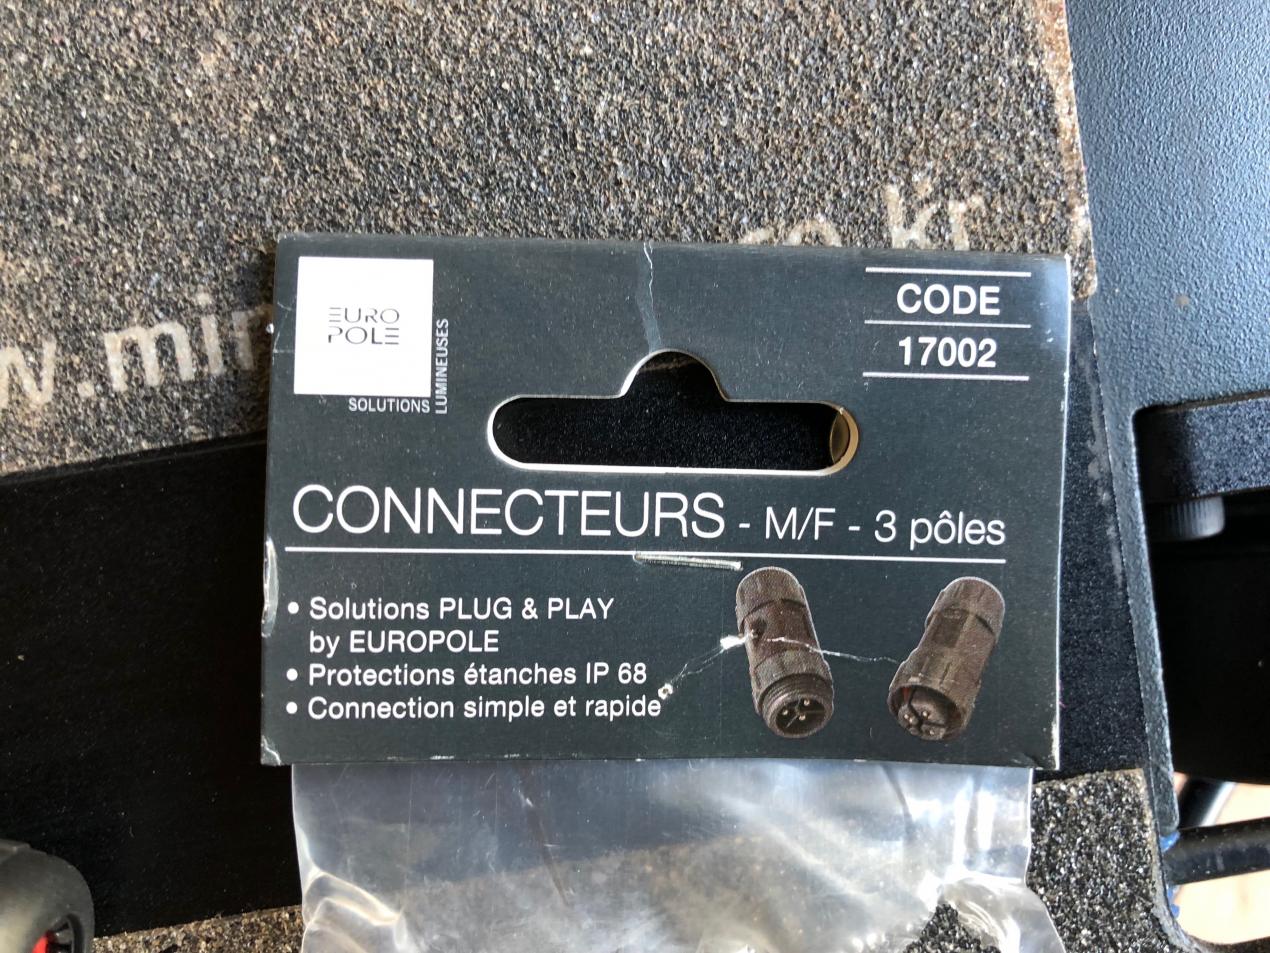 EURO
POLE
SOLUTIONS
LUMINEUSES
CODE
17002
CONNECTEURS - M/F - 3 pôles
• Solutions PLUG & PLAY
by EUROPOLE
• Protections étanches IP 68
• Connection simple et rapide